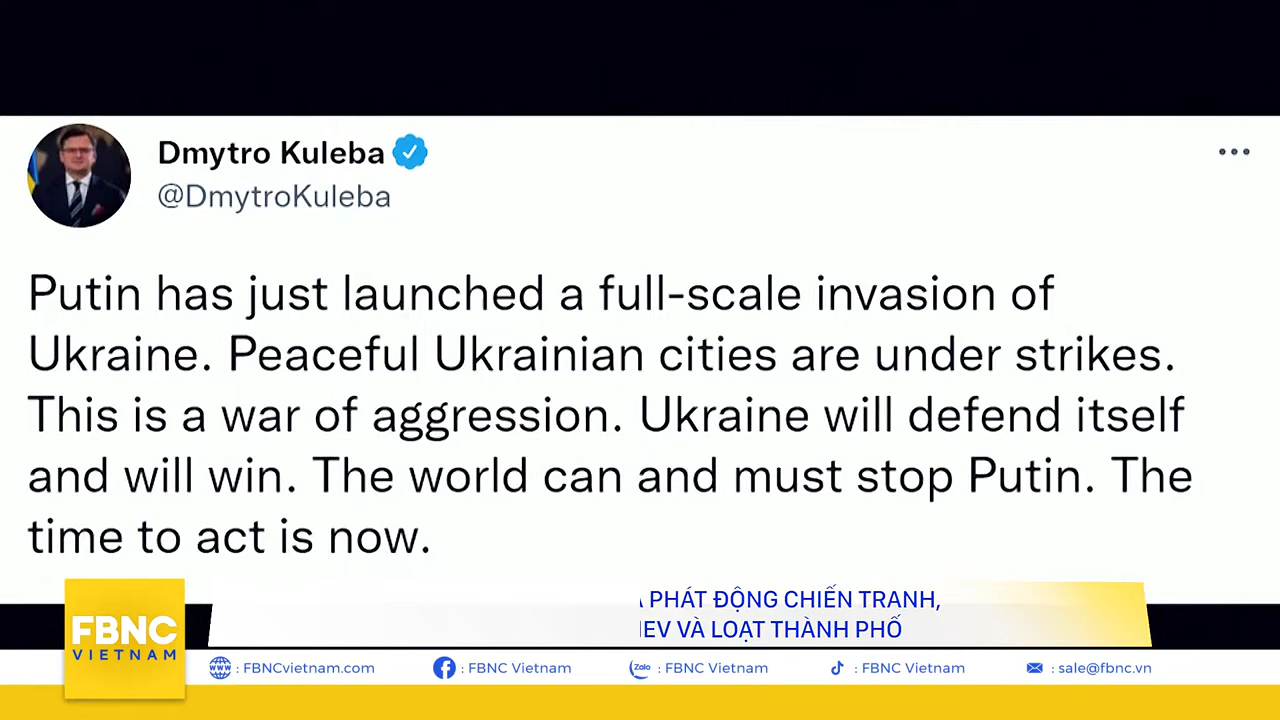 Dmytro Kuleba
@DmytroKuleba
Putin has just launched a full-scale invasion of
Ukraine. Peaceful Ukrainian cities are under strikes.
This is a war of aggression. Ukraine will defend itself
and will win. The world can and must stop Putin. The
time to act is now.
PHÁT ĐỘNG CHIẾN TRANH,
VÀ LOẠT THÀNH PHỐ
FBNC
VIETNAM
: FBNCvietnam.com
: FBNC Vietnam
Zalo : FBNC Vietnam
: FBNC Vietnam
: sale@fbnc.vn